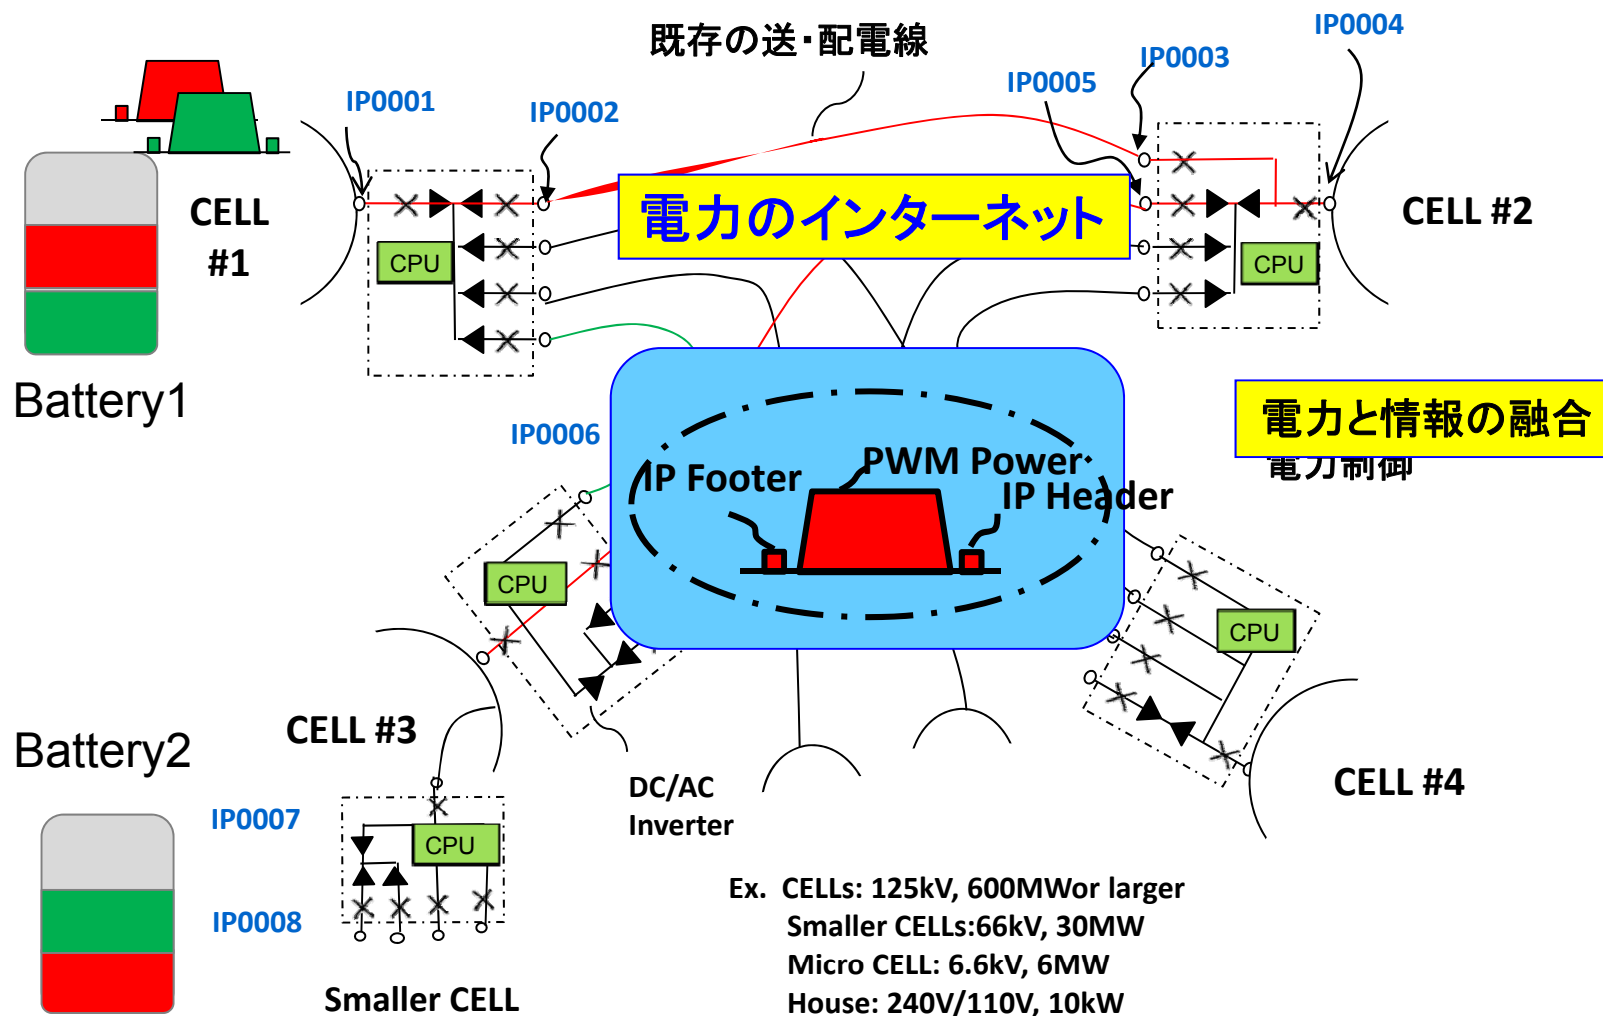 既存の送・配電線
IP0004
IP0003
IP0005
IP0001
IP0002
電力のインターネット
CELL
#1
CPU
CPU
CELL #2
Battery1
電力と情報の融合
電力制御
IP0006
IP Footer
PWM Power
IP Header
CPU
CPU
CELL #3
Battery2
DC/AC
Inverter
CELL #4
IP0007
CPU
IP0008
Smaller CELL
Ex. CELLs: 125kV, 600MWor larger
Smaller CELLs:66kV, 30MW
Micro CELL: 6.6kV, 6MW
House: 240V/110V, 10kW